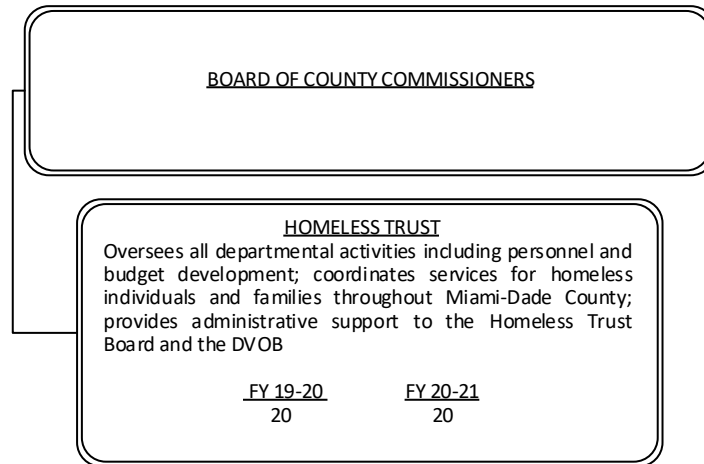 BOARD OF COUNTY COMMISSIONERS
HOMELESS TRUST
Oversees all departmental activities including personnel and
budget development; coordinates services for homeless
individuals and families throughout Miami-Dade County;
provides administrative support to the Homeless Trust
Board and the DVOB
FY 19-20 FY 20-21
20 20